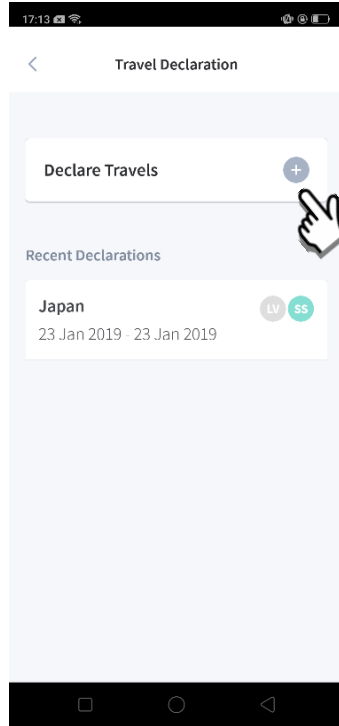 17:13
Travel Declaration
Declare Travels
Recent Declarations
Japan
LV SS
23 Jan 2019 - 23 Jan 2019